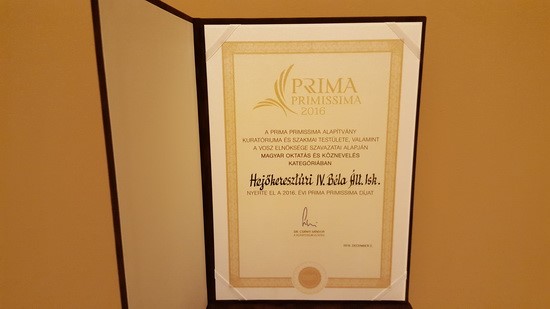 PRIMA
PRIMISSIMA
2016
A PRIMA PRIMISSIMA ALAPÍTVÁNY
KURATÓRIUMA ÉS SZAKMAI TESTÜLETE, VALAMINT
A VOSZ ELNÖKSÉGE SZAVAZATAI ALAPJÁN
MAGYAR OKTATÁS ÉS KÖZNEVELÉS
KATEGÓRIÁBAN
Hejőkeresztúri IV. Béla Ált. Isk.
NYERTE EL A 2016. ÉVI PRIMA PRIMISSIMA DÍJAT